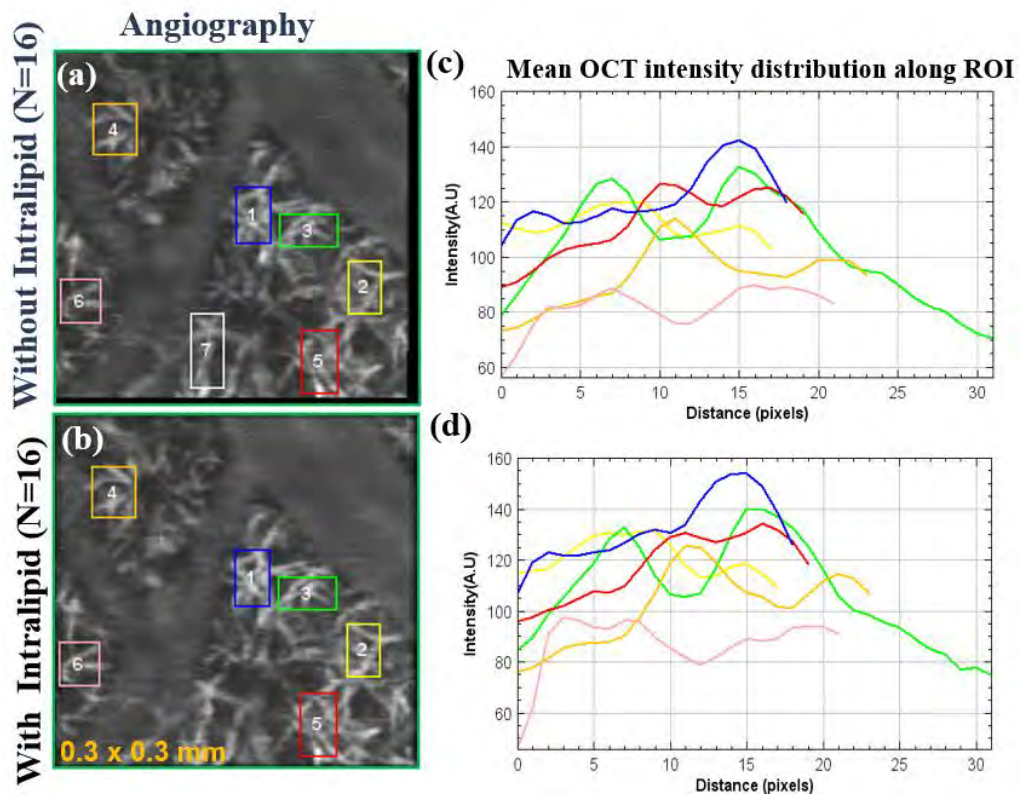 Angiography
Without Intralipid (N=16)
(a)
4
1
3
2
6
7
5
(c)
Mean OCT intensity distribution along ROI
160
140
120
100
80
60
Intensity(A.U)
0 5 10 15 20 25 30
Distance (pixels)
With Intralipid (N=16)
(b)
4
1
3
2
6
5
0.3 x 0.3 mm
(d)
160
140
120
100
80
60
Intensity(A.U)
0 5 10 15 20 25 30
Distance (pixels)